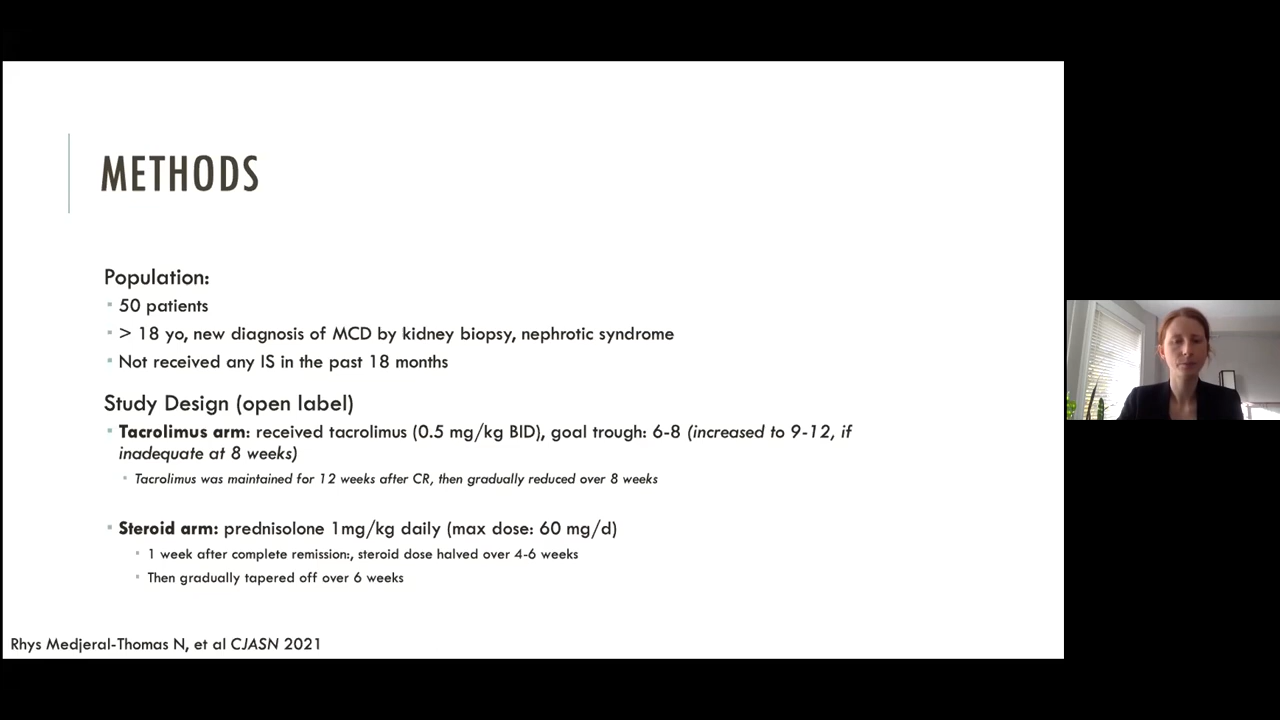 METHODS
Population:
50 patients
> 18 yo, new diagnosis of MCD by kidney biopsy, nephrotic syndrome
Not received any IS in the past 18 months
Study Design (open label)
Tacrolimus arm: received tacrolimus (0.5 mg/kg BID), goal trough: 6-8 (increased to 9-12, if
inadequate at 8 weeks)
Tacrolimus was maintained for 12 weeks after CR, then gradually reduced over 8 weeks
Steroid arm: prednisolone 1mg/kg daily (max dose: 60 mg/d)
1 week after complete remission:, steroid dose halved over 4-6 weeks
Then gradually tapered off over 6 weeks
Rhys Medjeral-Thomas N, et al CJASN 2021